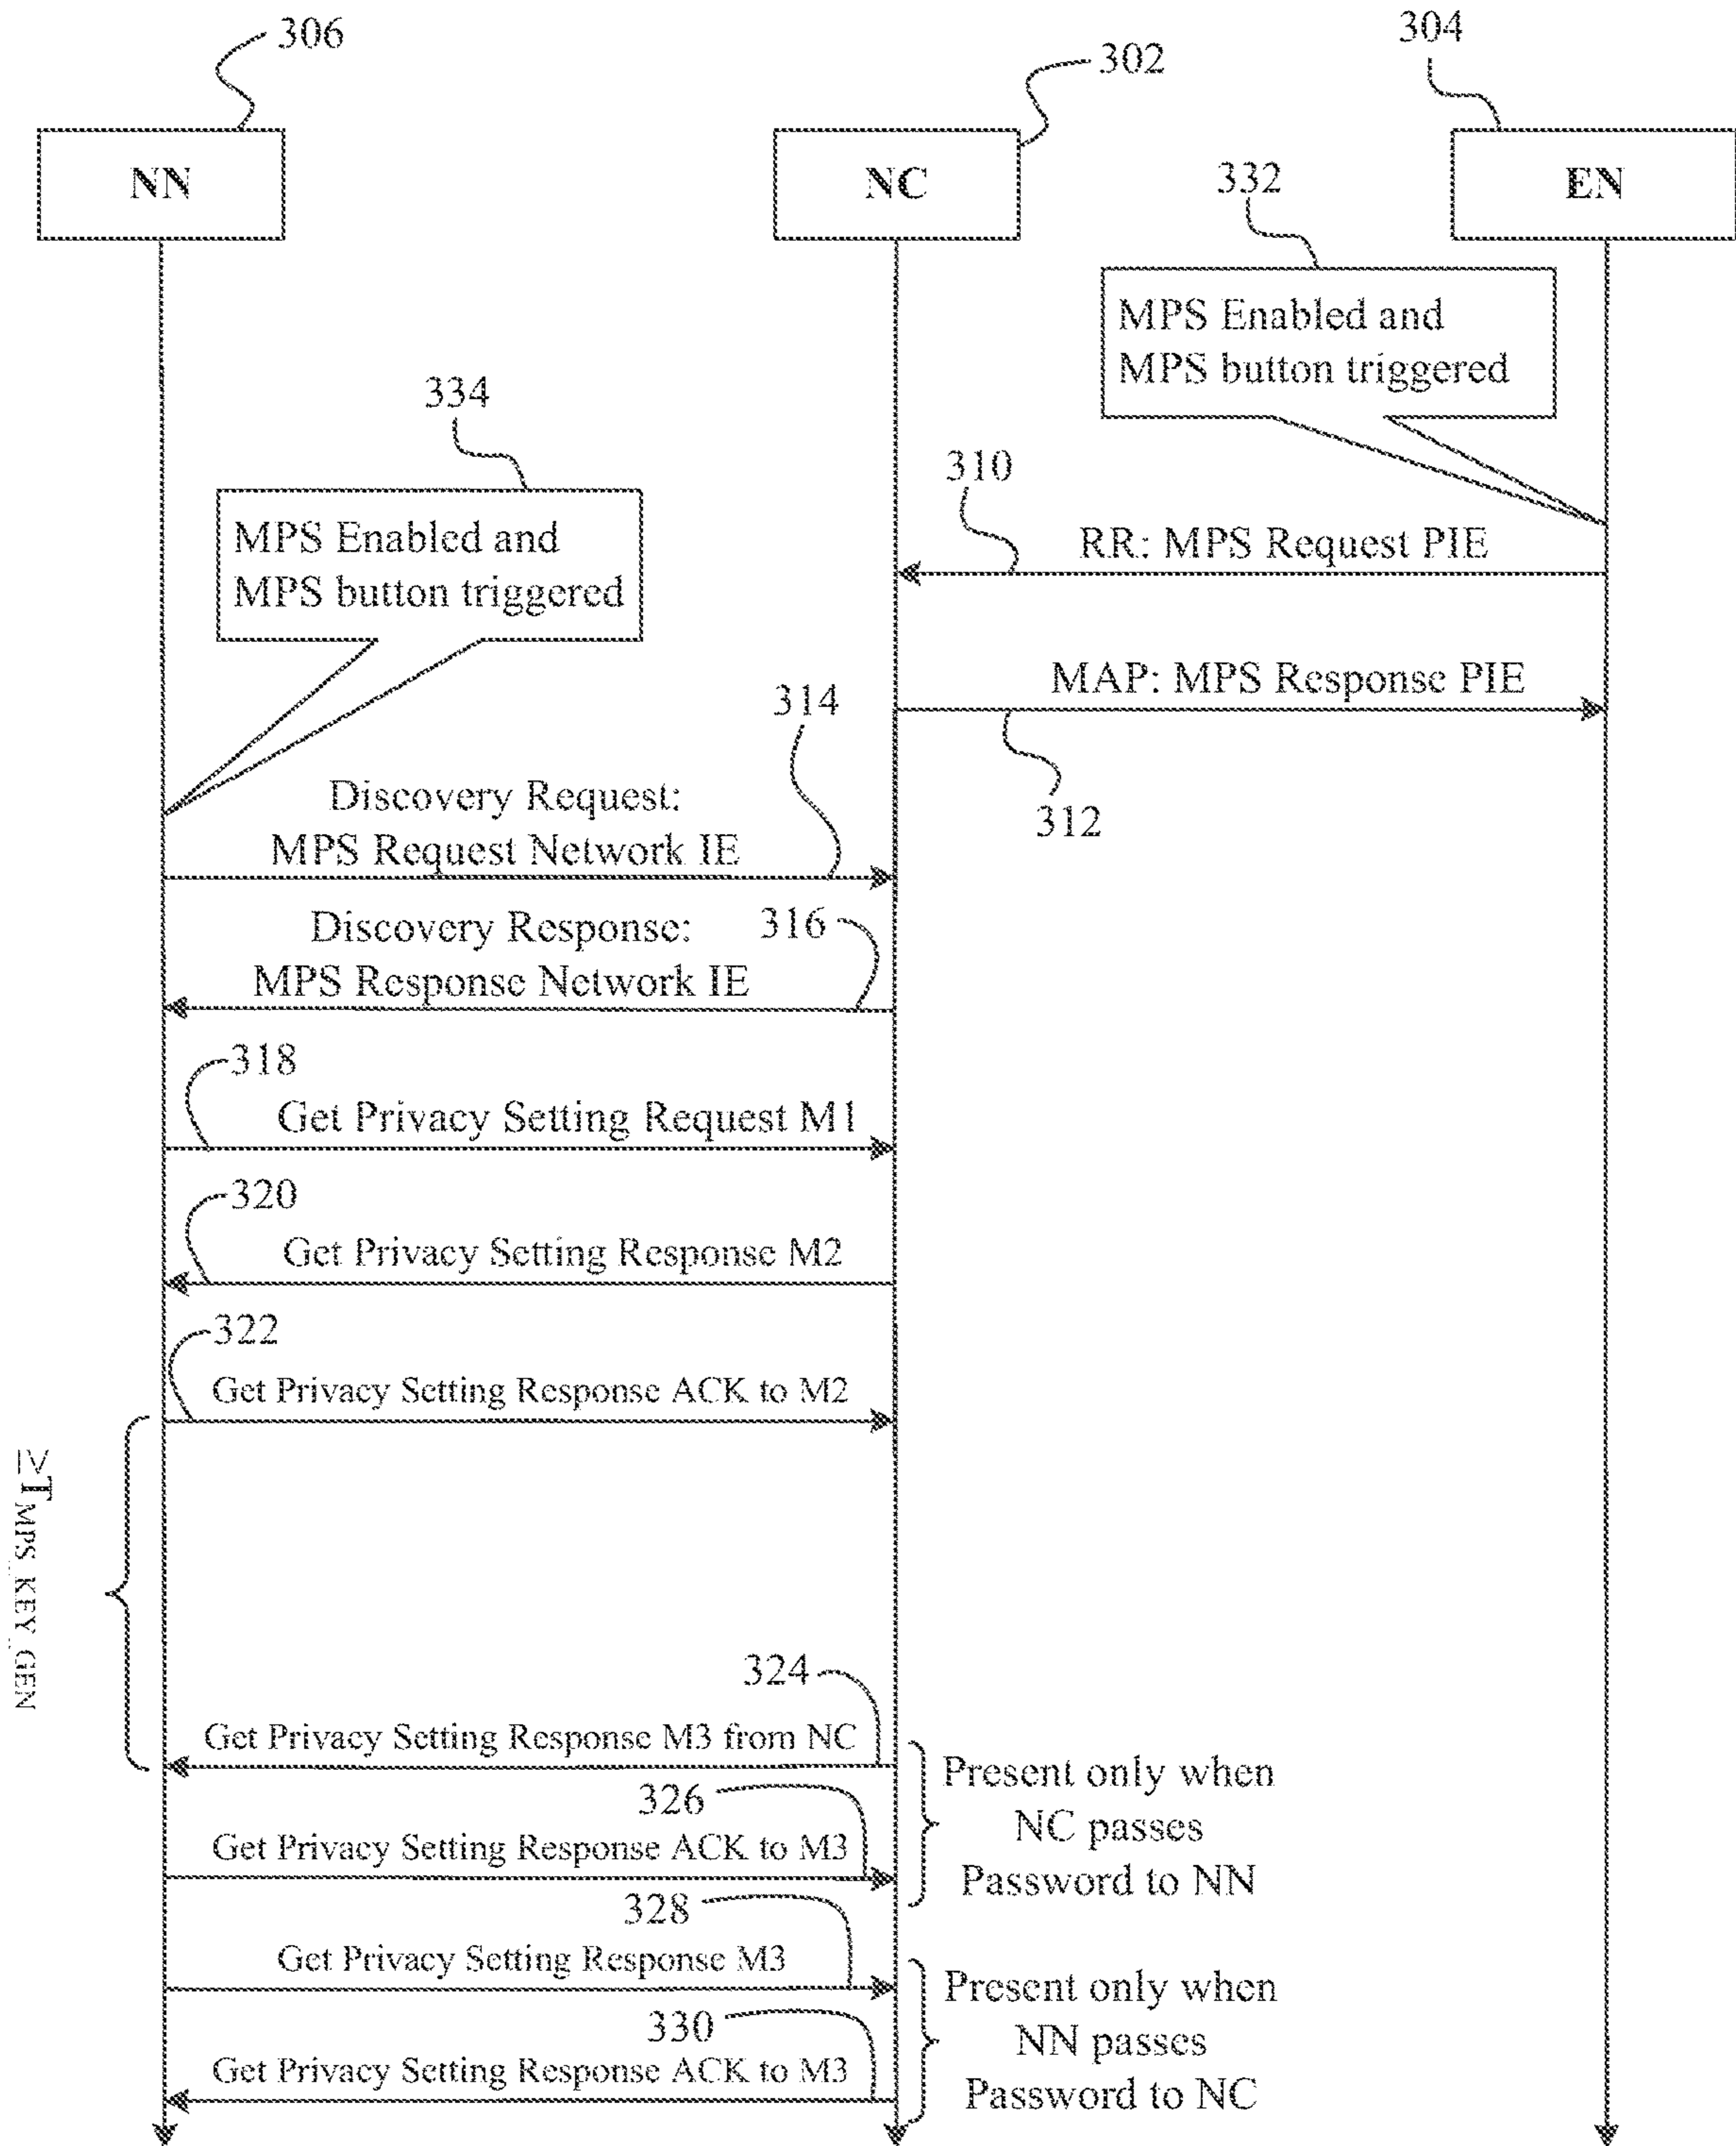 306
302
304
NN
NC
EN
332
MPS Enabled and
MPS button triggered
334
MPS Enabled and
MPS button triggered
310
RR: MPS Request PIE
MAP: MPS Response PIE
312
314
Discovery Request:
MPS Request Network IE
Discovery Response:
316
MPS Response Network IE
318
Get Privacy Setting Request M1
320
Get Privacy Setting Response M2
322
Get Privacy Setting Response ACK to M2
≥TMPS_KEY_GEN
324
Get Privacy Setting Response M3 from NC
326
Get Privacy Setting Response ACK to M3
Present only when
NC passes
Password to NN
328
Get Privacy Setting Response M3
330
Get Privacy Setting Response ACK to M3
Present only when
NN passes
Password to NC